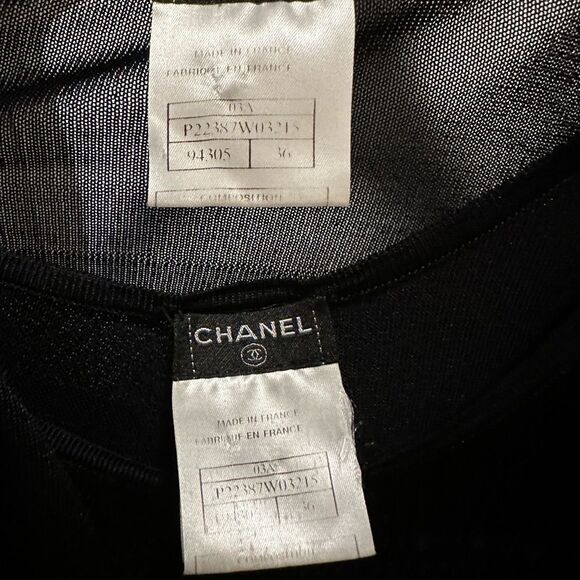 MADE IN FRANCE
FABRIQUE EN FRANCE
03A
P22387W03215
94305 36
COMPOSITION
CHANEL
MADE IN FRANCE
FABRIQUE EN FRANCE
03A
P22387W03215
36